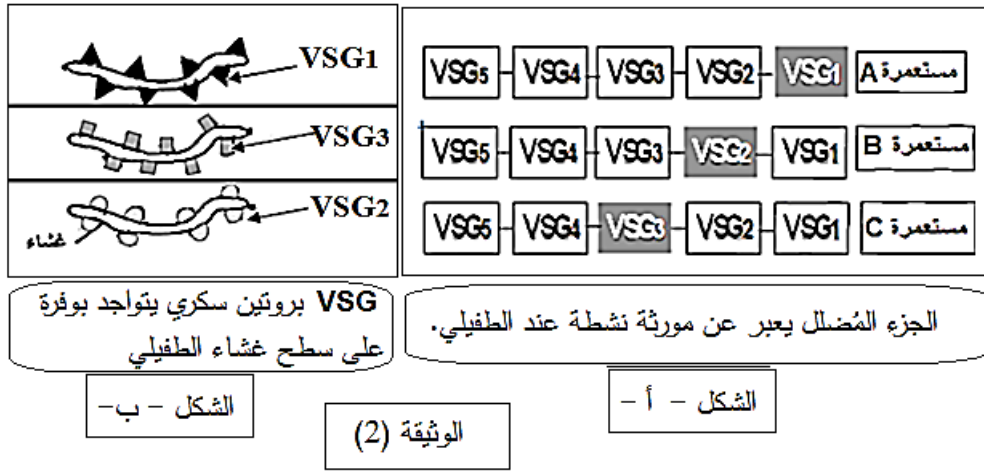 مستعمرة A VSG1 VSG2 VSG3 VSG4 VSG5
مستعمرة B VSG1 VSG2 VSG3 VSG4 VSG5
مستعمرة C VSG1 VSG2 VSG3 VSG4 VSG5
الجزء المُضلل يعبر عن مورثة نشطة عند الطفيلي.
الشكل - أ -
VSG1
VSG3
VSG2
غشاء
VSG بروتين سكري يتواجد بوفرة
على سطح غشاء الطفيلي
الشكل - ب-
الوثيقة (2)